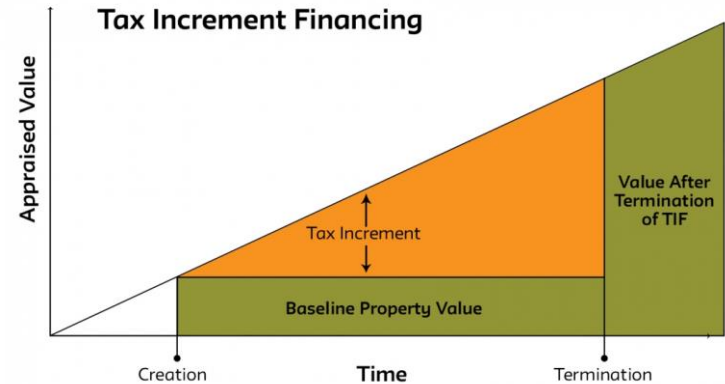 Tax Increment Financing
Appraised Value
Tax Increment
Value After
Termination
of TIF
Baseline Property Value
Creation
Time
Termination